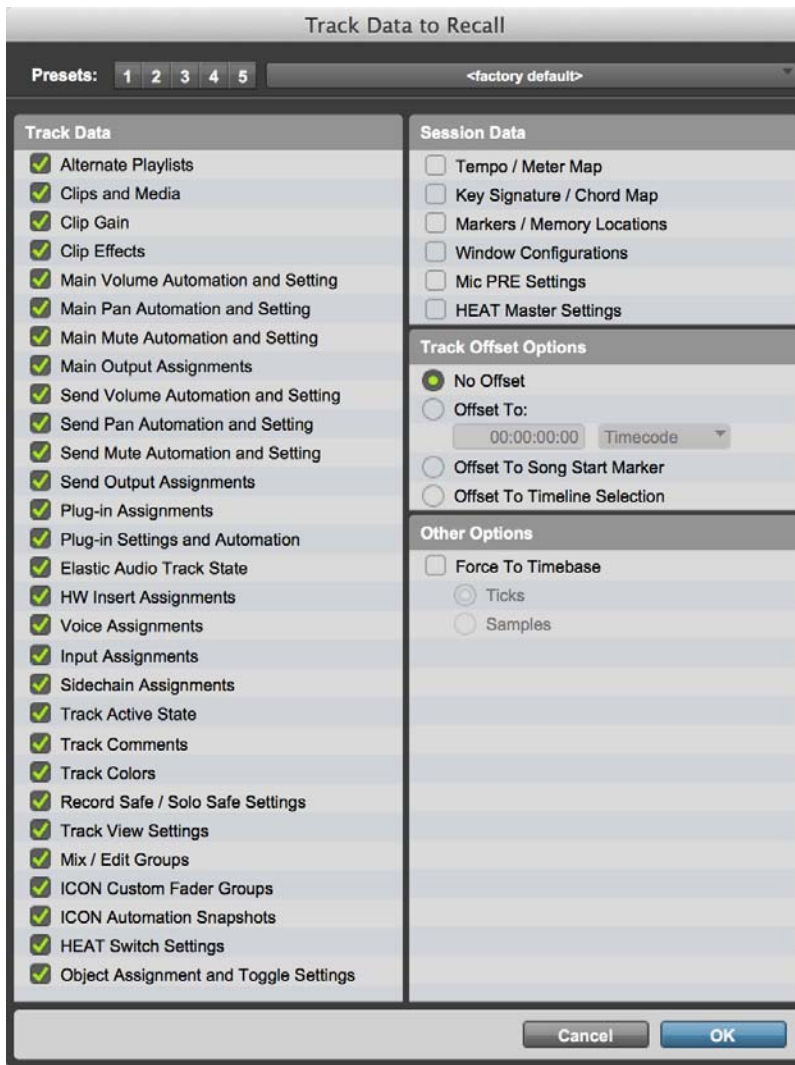 Track Data to Recall
Presets: 1 2 3 4 5 <factory default>
Track Data
Alternate Playlists
Clips and Media
Clip Gain
Clip Effects
Main Volume Automation and Setting
Main Pan Automation and Setting
Main Mute Automation and Setting
Main Output Assignments
Send Volume Automation and Setting
Send Pan Automation and Setting
Send Mute Automation and Setting
Send Output Assignments
Plug-in Assignments
Plug-in Settings and Automation
Elastic Audio Track State
HW Insert Assignments
Voice Assignments
Input Assignments
Sidechain Assignments
Track Active State
Track Comments
Track Colors
Record Safe / Solo Safe Settings
Track View Settings
Mix / Edit Groups
ICON Custom Fader Groups
ICON Automation Snapshots
HEAT Switch Settings
Object Assignment and Toggle Settings
Session Data
Tempo / Meter Map
Key Signature / Chord Map
Markers / Memory Locations
Window Configurations
Mic PRE Settings
HEAT Master Settings
Track Offset Options
No Offset
Offset To:
00:00:00:00 Timecode
Offset To Song Start Marker
Offset To Timeline Selection
Other Options
Force To Timebase
Ticks
Samples
Cancel OK